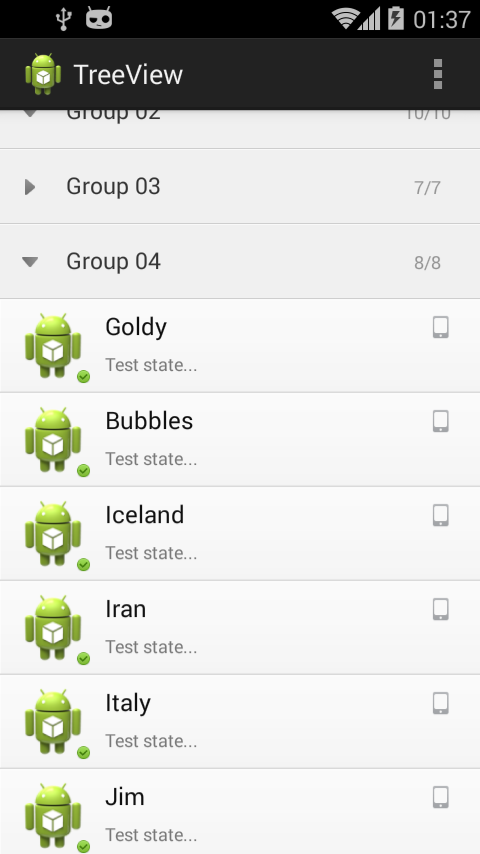 01:37
TreeView
Group 02 10/10
Group 03 7/7
Group 04 8/8
Goldy
Test state...
Bubbles
Test state...
Iceland
Test state...
Iran
Test state...
Italy
Test state...
Jim
Test state...